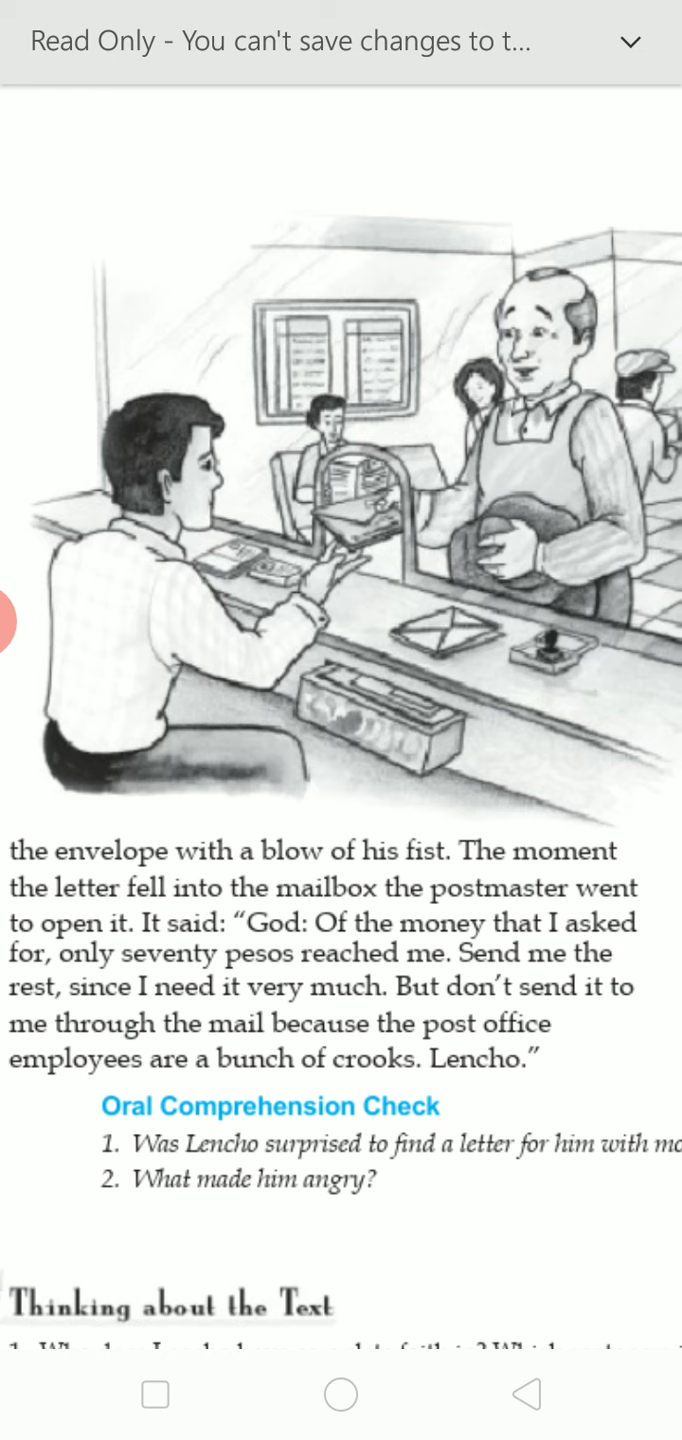 Read Only - You can't save changes to t...
the envelope with a blow of his fist. The moment
the letter fell into the mailbox the postmaster went
to open it. It said: “God: Of the money that I asked
for, only seventy pesos reached me. Send me the
rest, since I need it very much. But don’t send it to
me through the mail because the post office
employees are a bunch of crooks. Lencho.”
Oral Comprehension Check
1. Was Lencho surprised to find a letter for him with
2. What made him angry?
Thinking about the Text